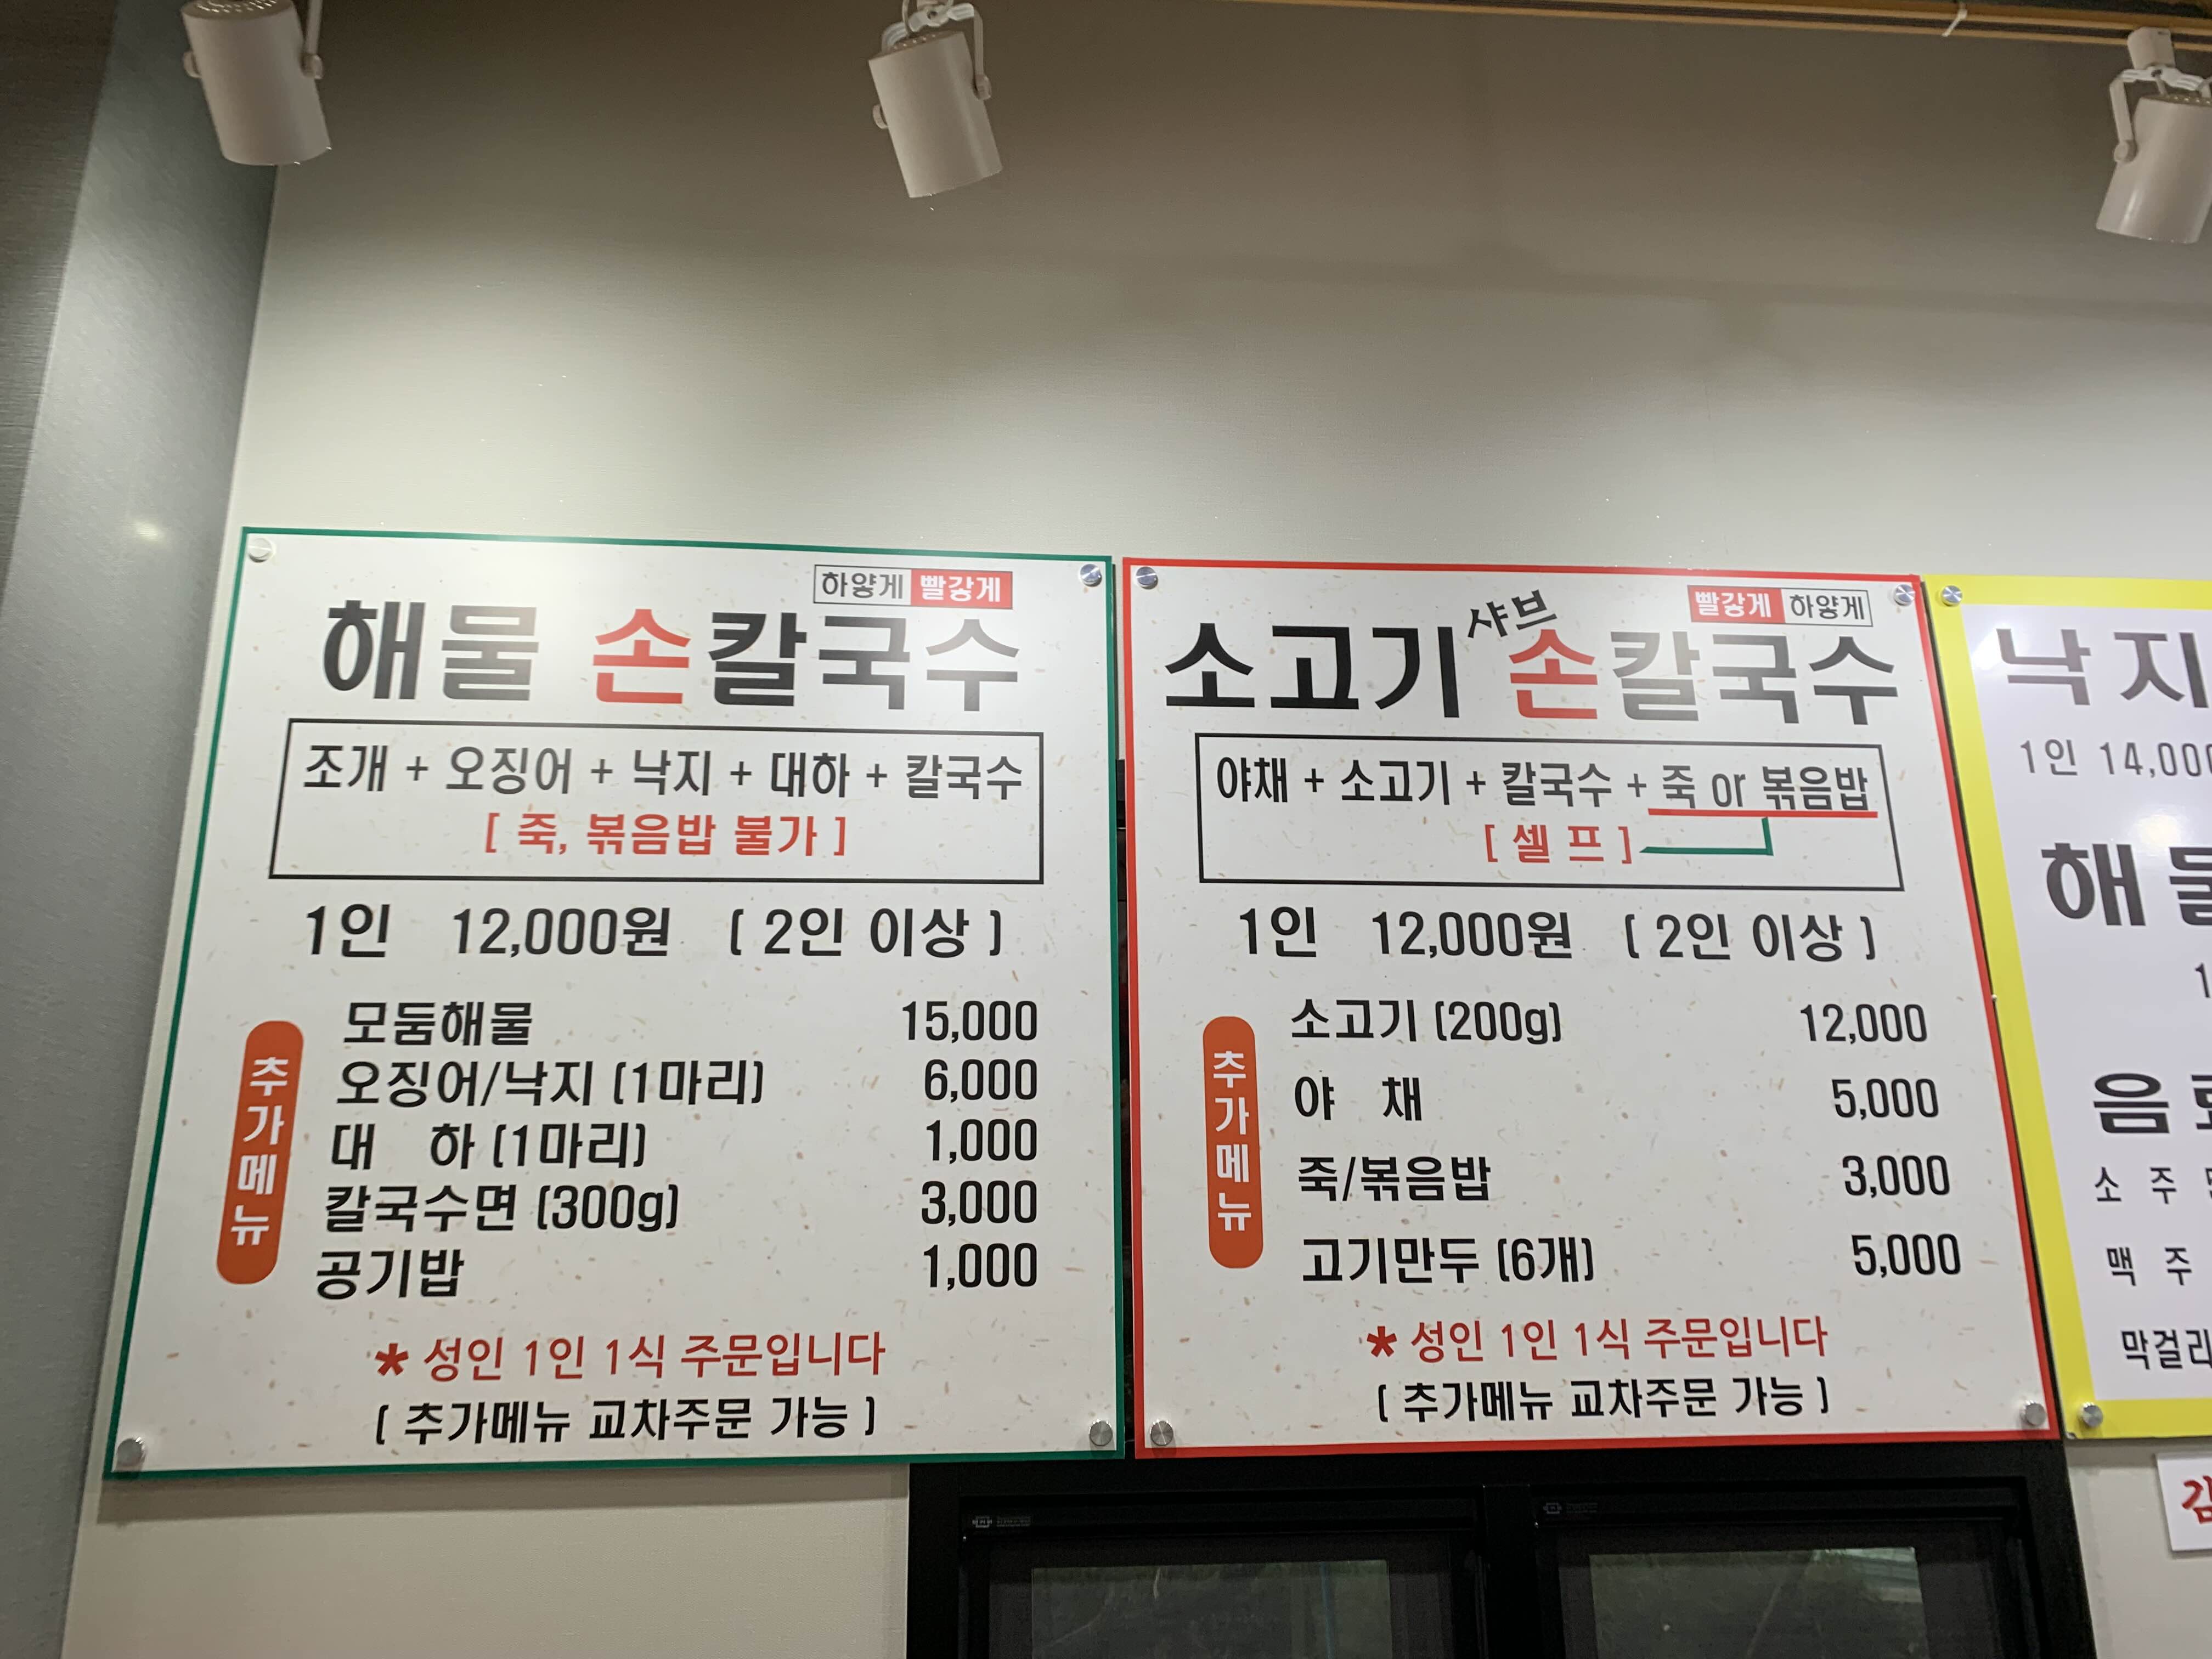 하얗게 빨갛게
해물 손칼국수
조개 + 오징어 + 낙지 + 대하 + 칼국수
[ 죽, 볶음밥 불가 ]
1인 12,000원 ( 2인 이상 )
추가메뉴
모둠해물 15,000
오징어/낙지 (1마리) 6,000
대 하 (1마리) 1,000
칼국수면 (300g) 3,000
공기밥 1,000
* 성인 1인 1식 주문입니다
( 추가메뉴 교차주문 가능 )
빨갛게 하얗게
샤브
소고기 손칼국수
야채 + 소고기 + 칼국수 + 죽 or 볶음밥
[ 셀 프 ]
1인 12,000원 ( 2인 이상 )
추가메뉴
소고기 (200g) 12,000
야 채 5,000
죽/볶음밥 3,000
고기만두 (6개) 5,000
* 성인 1인 1식 주문입니다
( 추가메뉴 교차주문 가능 )
낙지
1인 14,00
해
음
소 주
맥 주
막걸리